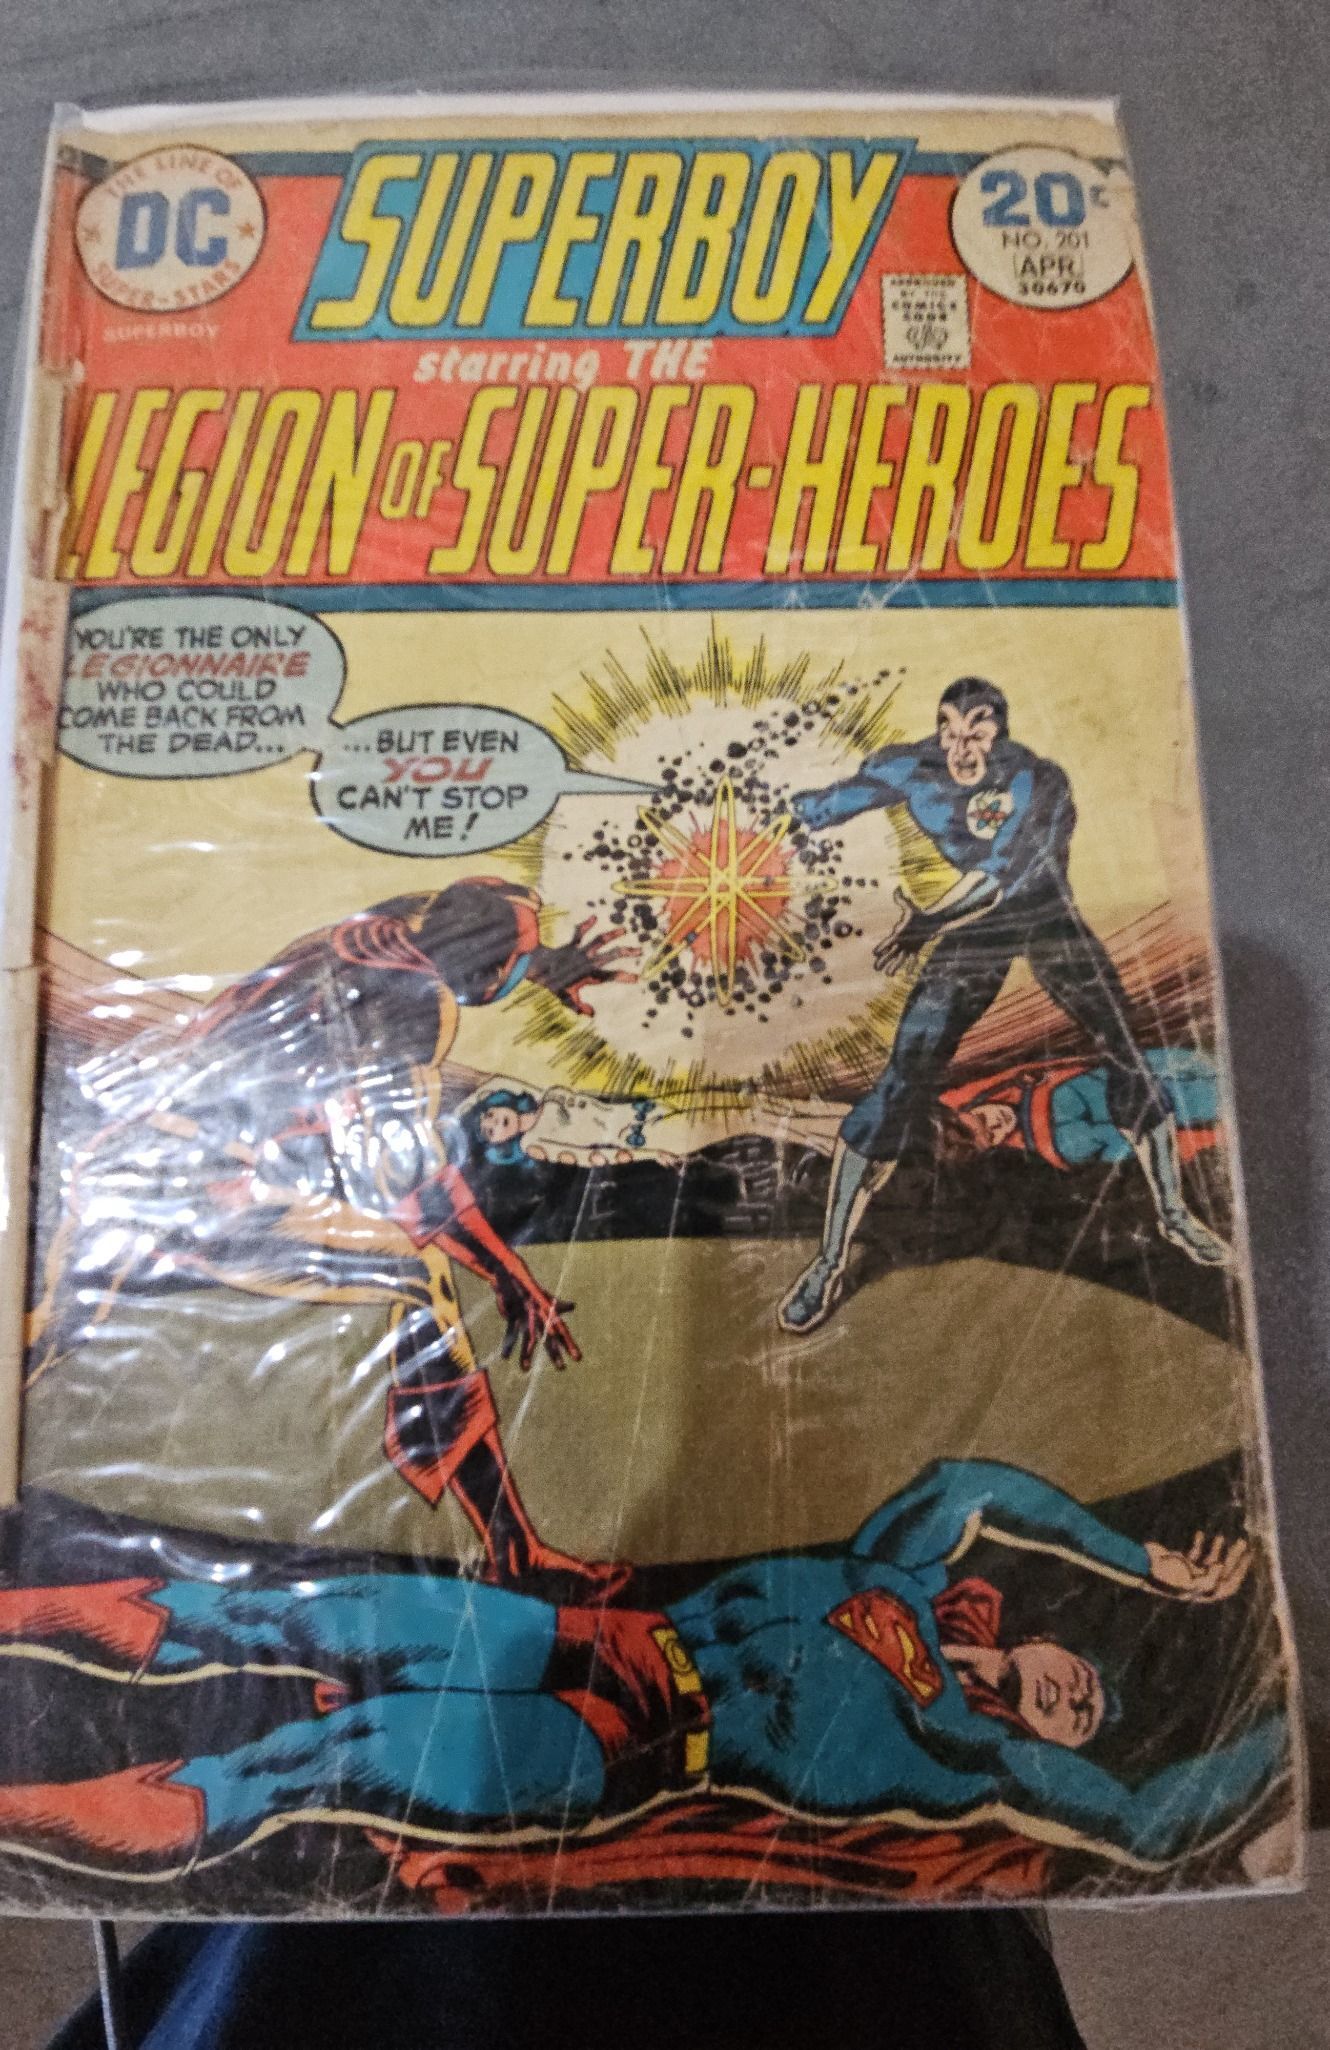 THE LINE OF
DC
SUPER-STARS
SUPERBOY
SUPERBOY
20¢
NO. 201
APR.
30670
APPROVED
BY THE
COMICS
CODE
AUTHORITY
starring THE
LEGION OF SUPER-HEROES
YOU'RE THE ONLY
LEGIONNAIRE
WHO COULD
COME BACK FROM
THE DEAD...
...BUT EVEN
YOU
CAN'T STOP
ME!